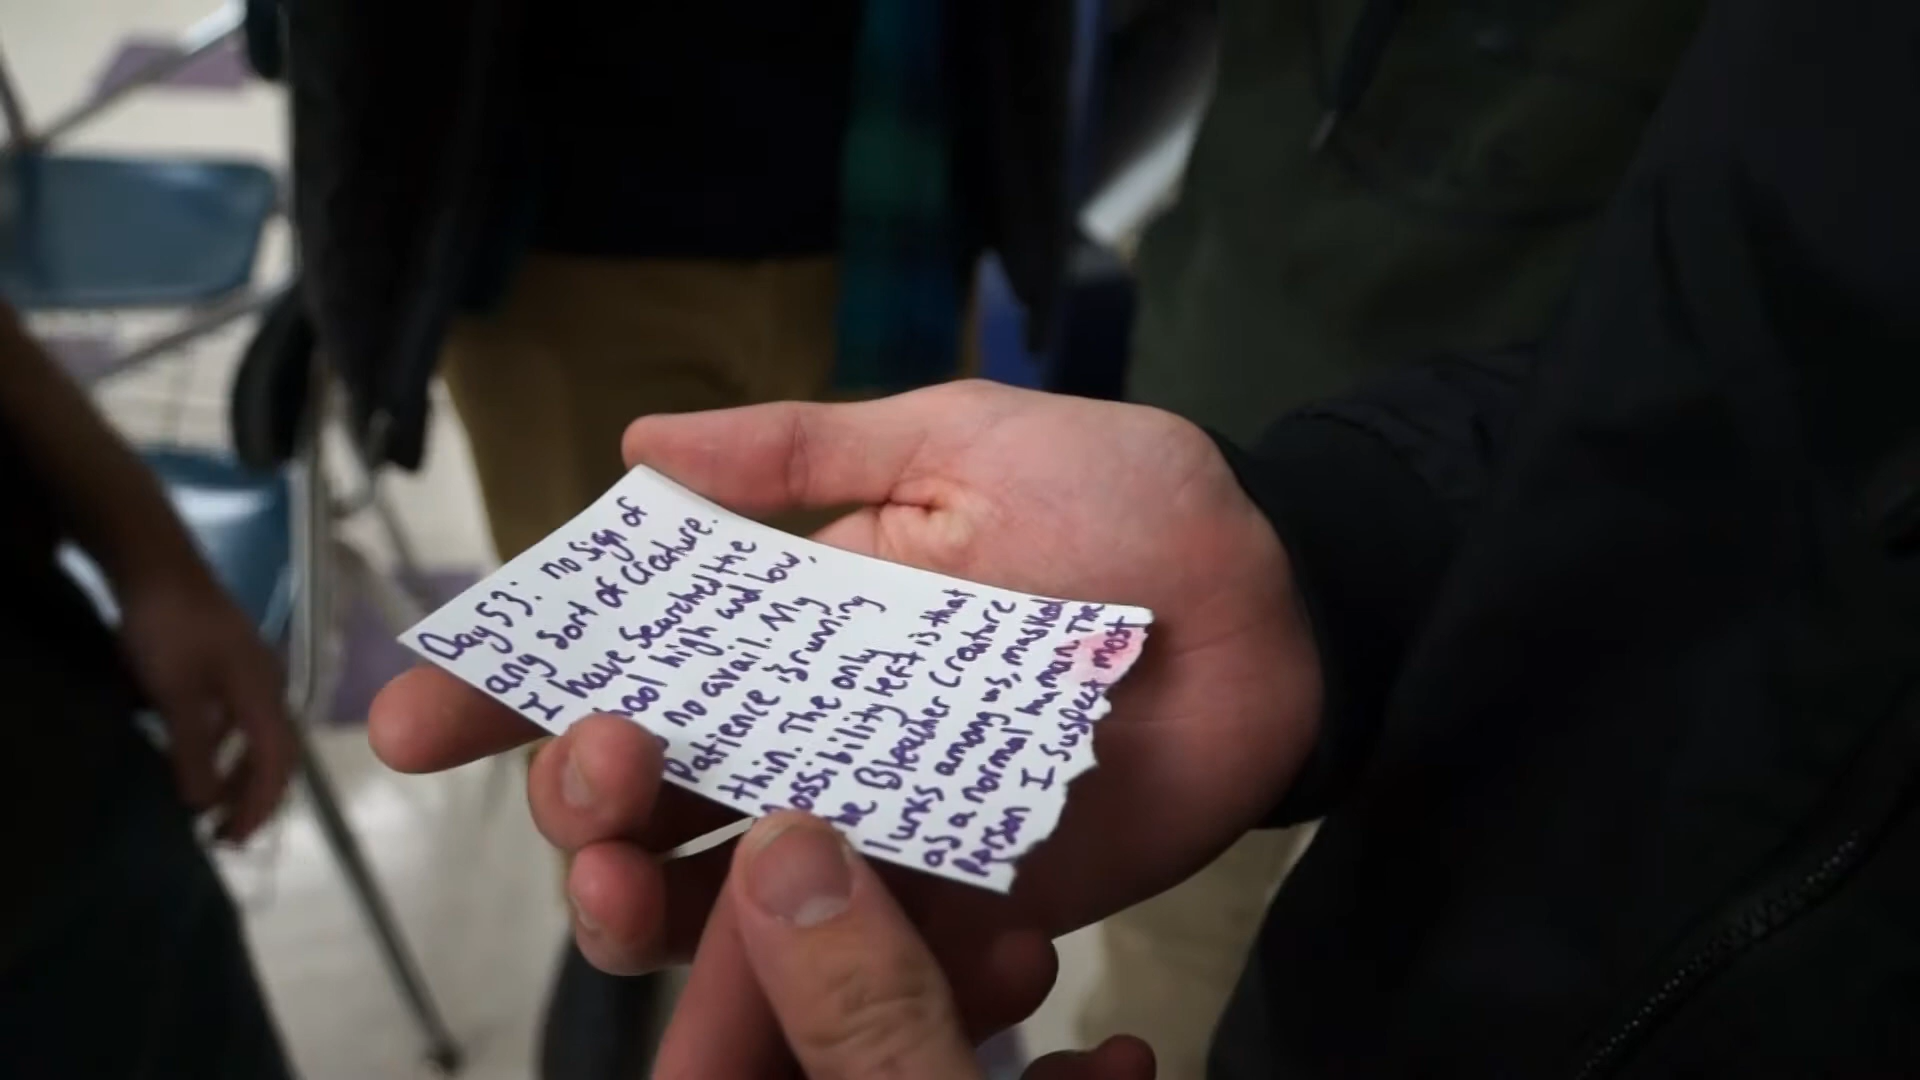 Day 53: no sign of
any sort of creature.
I have searched the
hool high and low,
no avail. My
Patience is running
thin. The only
Possibility left is that
he Bleacher Creature
lurks among us, masked
as a normal human. The
Person I suspect most